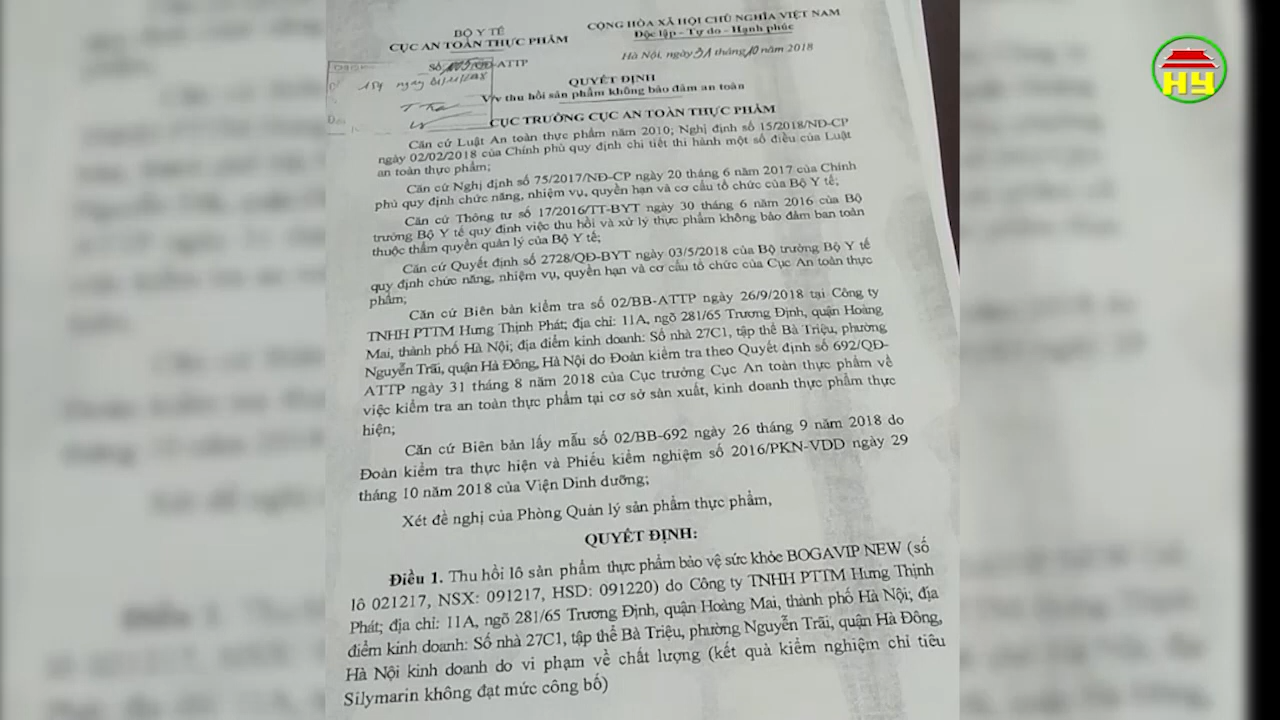 BỘ Y TẾ
CỤC AN TOÀN THỰC PHẨM
CỘNG HÒA XÃ HỘI CHỦ NGHĨA VIỆT NAM
Độc lập - Tự do - Hạnh phúc
Số /QĐ-ATTP
Hà Nội, ngày 31 tháng 10 năm 2018
154 ngày
QUYẾT ĐỊNH
V/v thu hồi sản phẩm không bảo đảm an toàn
CỤC TRƯỞNG CỤC AN TOÀN THỰC PHẨM
Căn cứ Luật An toàn thực phẩm năm 2010; Nghị định số 15/2018/NĐ-CP
ngày 02/02/2018 của Chính phủ quy định chi tiết thi hành một số điều của Luật
an toàn thực phẩm;
Căn cứ Nghị định số 75/2017/NĐ-CP ngày 20 tháng 6 năm 2017 của Chính
phủ quy định chức năng, nhiệm vụ, quyền hạn và cơ cấu tổ chức của Bộ Y tế;
Căn cứ Thông tư số 17/2016/TT-BYT ngày 30 tháng 6 năm 2016 của Bộ
trưởng Bộ Y tế quy định việc thu hồi và xử lý thực phẩm không bảo đảm ban toàn
thuộc thẩm quyền quản lý của Bộ Y tế;
Căn cứ Quyết định số 2728/QĐ-BYT ngày 03/5/2018 của Bộ trưởng Bộ Y tế
quy định chức năng, nhiệm vụ, quyền hạn và cơ cấu tổ chức của Cục An toàn thực
phẩm;
Căn cứ Biên bản kiểm tra số 02/BB-ATTP ngày 26/9/2018 tại Công ty
TNHH PTTM Hưng Thịnh Phát; địa chỉ: 11A, ngõ 281/65 Trương Định, quận Hoàng
Mai, thành phố Hà Nội; địa điểm kinh doanh: Số nhà 27C1, tập thể Bà Triệu, phường
Nguyễn Trãi, quận Hà Đông, Hà Nội do Đoàn kiểm tra theo Quyết định số 692/QĐ-
ATTP ngày 31 tháng 8 năm 2018 của Cục trưởng Cục An toàn thực phẩm về
việc kiểm tra an toàn thực phẩm tại cơ sở sản xuất, kinh doanh thực phẩm thực
hiện;
Căn cứ Biên bản lấy mẫu số 02/BB-692 ngày 26 tháng 9 năm 2018 do
Đoàn kiểm tra thực hiện và Phiếu kiểm nghiệm số 2016/PKN-VDD ngày 29
tháng 10 năm 2018 của Viện Dinh dưỡng;
Xét đề nghị của Phòng Quản lý sản phẩm thực phẩm,
QUYẾT ĐỊNH:
Điều 1. Thu hồi lô sản phẩm thực phẩm bảo vệ sức khỏe BOGAVIP NEW (số
lô 021217, NSX: 091217, HSD: 091220) do Công ty TNHH PTTM Hưng Thịnh
Phát; địa chỉ: 11A, ngõ 281/65 Trương Định, quận Hoàng Mai, thành phố Hà Nội; địa
điểm kinh doanh: Số nhà 27C1, tập thể Bà Triệu, phường Nguyễn Trãi, quận Hà Đông,
Hà Nội kinh doanh do vi phạm về chất lượng (kết quả kiểm nghiệm chỉ tiêu
Silymarin không đạt mức công bố)
HY